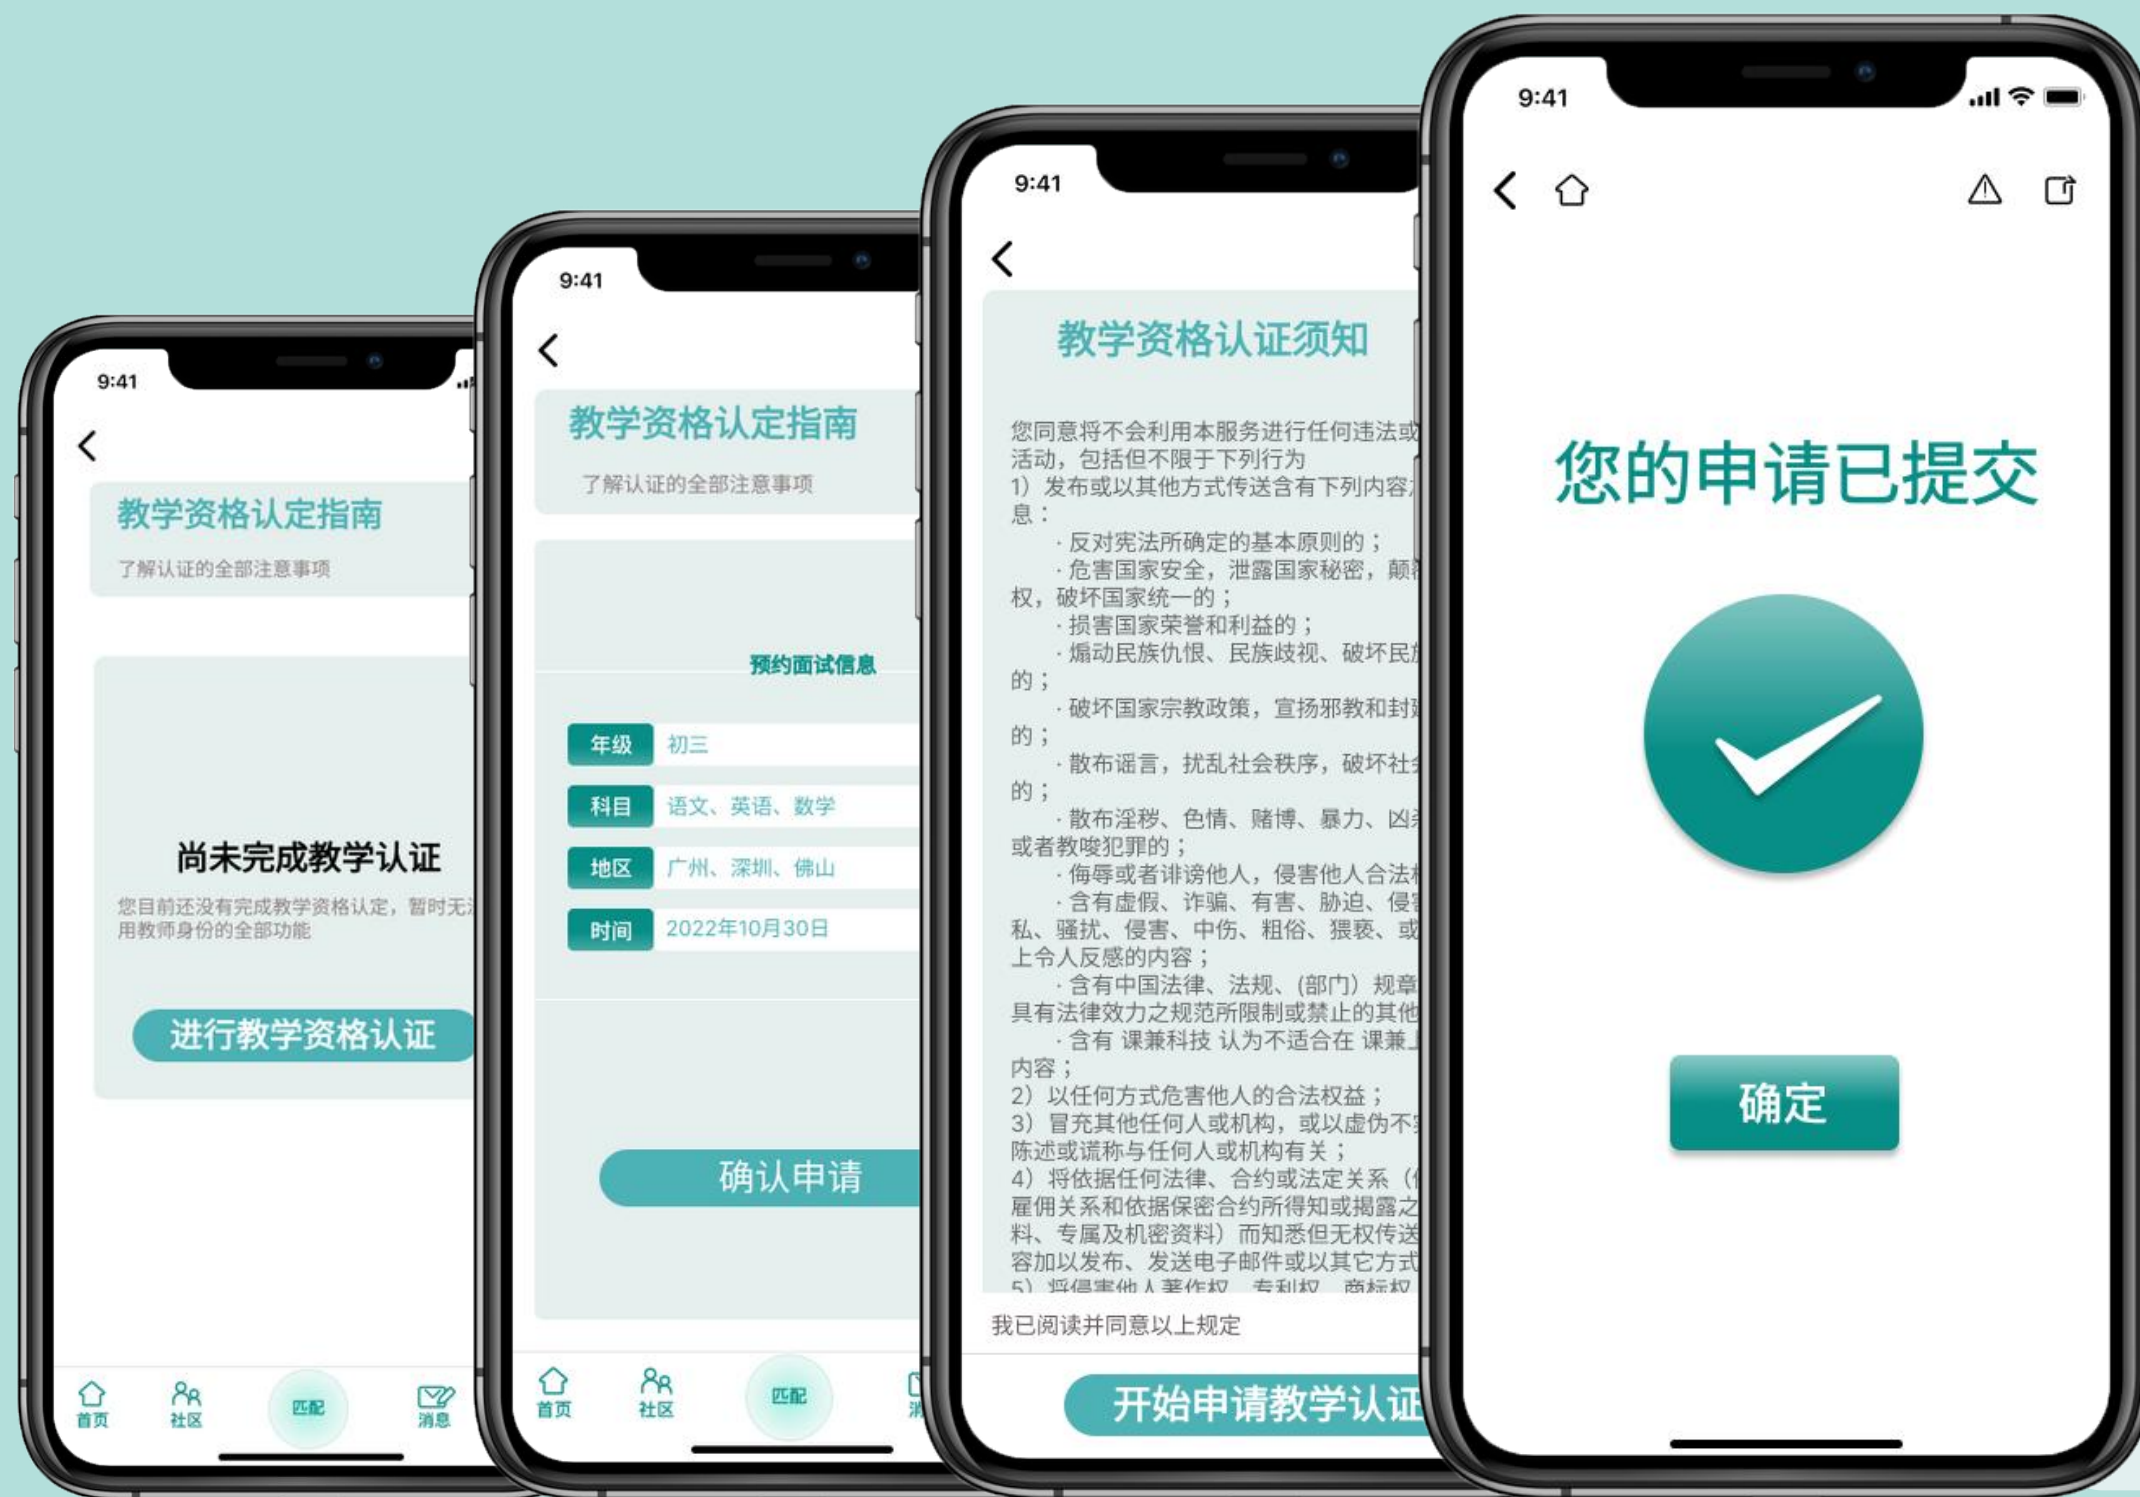 9:41
教学资格认定指南
了解认证的全部注意事项
尚未完成教学认证
您目前还没有完成教学资格认定，暂时无
用教师身份的全部功能
进行教学资格认证
首页
社区
匹配
消息
9:41
教学资格认定指南
了解认证的全部注意事项
预约面试信息
年级 初三
科目 语文、英语、数学
地区 广州、深圳、佛山
时间 2022年10月30日
确认申请
首页
社区
匹配
9:41
教学资格认证须知
您同意将不会利用本服务进行任何违法或
活动，包括但不限于下列行为
1）发布或以其他方式传送含有下列内容
息：
· 反对宪法所确定的基本原则的；
· 危害国家安全，泄露国家秘密，颠
权，破坏国家统一的；
· 损害国家荣誉和利益的；
· 煽动民族仇恨、民族歧视、破坏民
的；
· 破坏国家宗教政策，宣扬邪教和封
的；
· 散布谣言，扰乱社会秩序，破坏社
的；
· 散布淫秽、色情、赌博、暴力、凶
或者教唆犯罪的；
· 侮辱或者诽谤他人，侵害他人合法
· 含有虚假、诈骗、有害、胁迫、侵
私、骚扰、侵害、中伤、粗俗、猥亵、或
上令人反感的内容；
· 含有中国法律、法规、(部门）规章
具有法律效力之规范所限制或禁止的其他
· 含有 课兼科技 认为不适合在 课兼
内容；
2）以任何方式危害他人的合法权益；
3）冒充其他任何人或机构，或以虚伪不
陈述或谎称与任何人或机构有关；
4）将依据任何法律、合约或法定关系（
雇佣关系和依据保密合约所得知或揭露之
料、专属及机密资料）而知悉但无权传送
容加以发布、发送电子邮件或以其它方式
5）将侵害他人著作权、专利权、商标权
我已阅读并同意以上规定
开始申请教学认证
9:41
您的申请已提交
确定